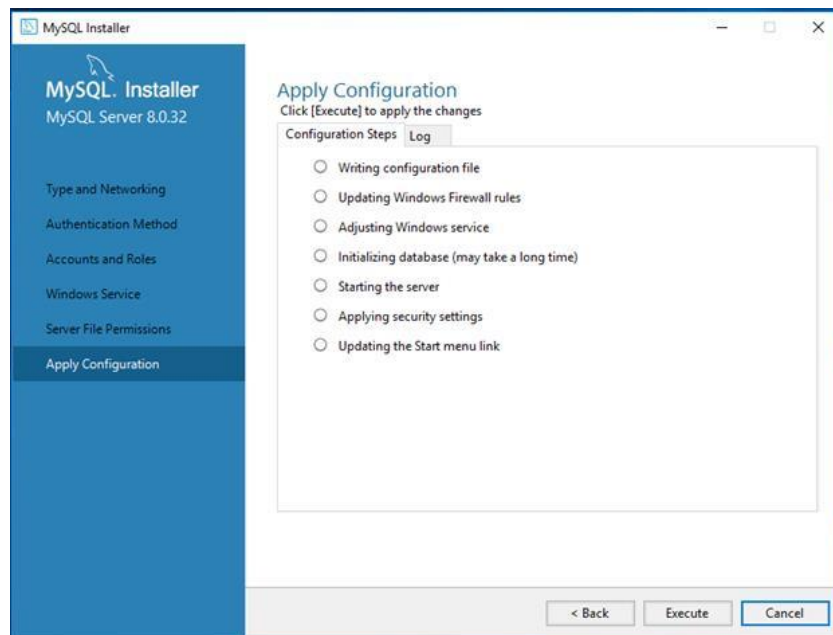 MySQL Installer
MySQL. Installer
MySQL Server 8.0.32
Type and Networking
Authentication Method
Accounts and Roles
Windows Service
Server File Permissions
Apply Configuration
Apply Configuration
Click [Execute] to apply the changes
Configuration Steps Log
Writing configuration file
Updating Windows Firewall rules
Adjusting Windows service
Initializing database (may take a long time)
Starting the server
Applying security settings
Updating the Start menu link
< Back Execute Cancel